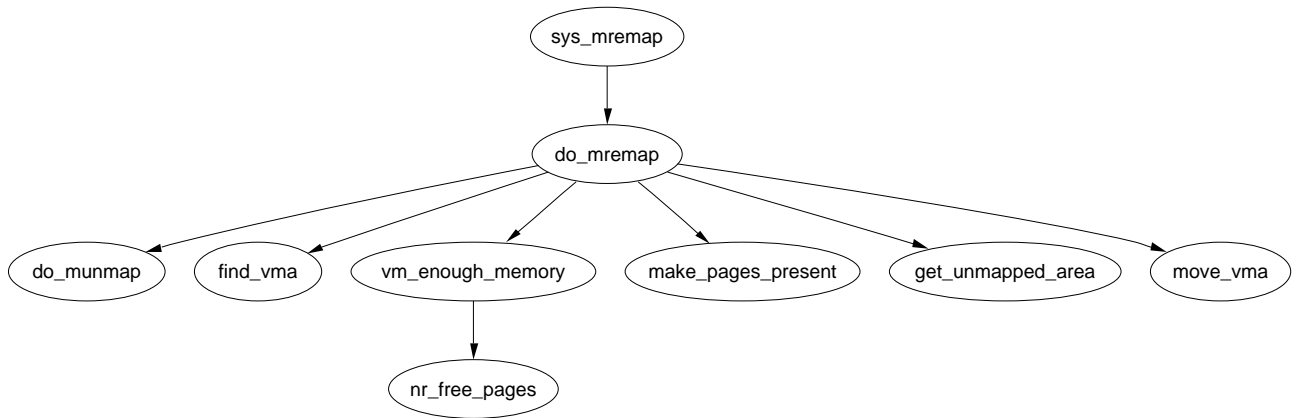 sys_mremap
do_mremap
do_munmap find_vma vm_enough_memory make_pages_present get_unmapped_area move_vma
nr_free_pages